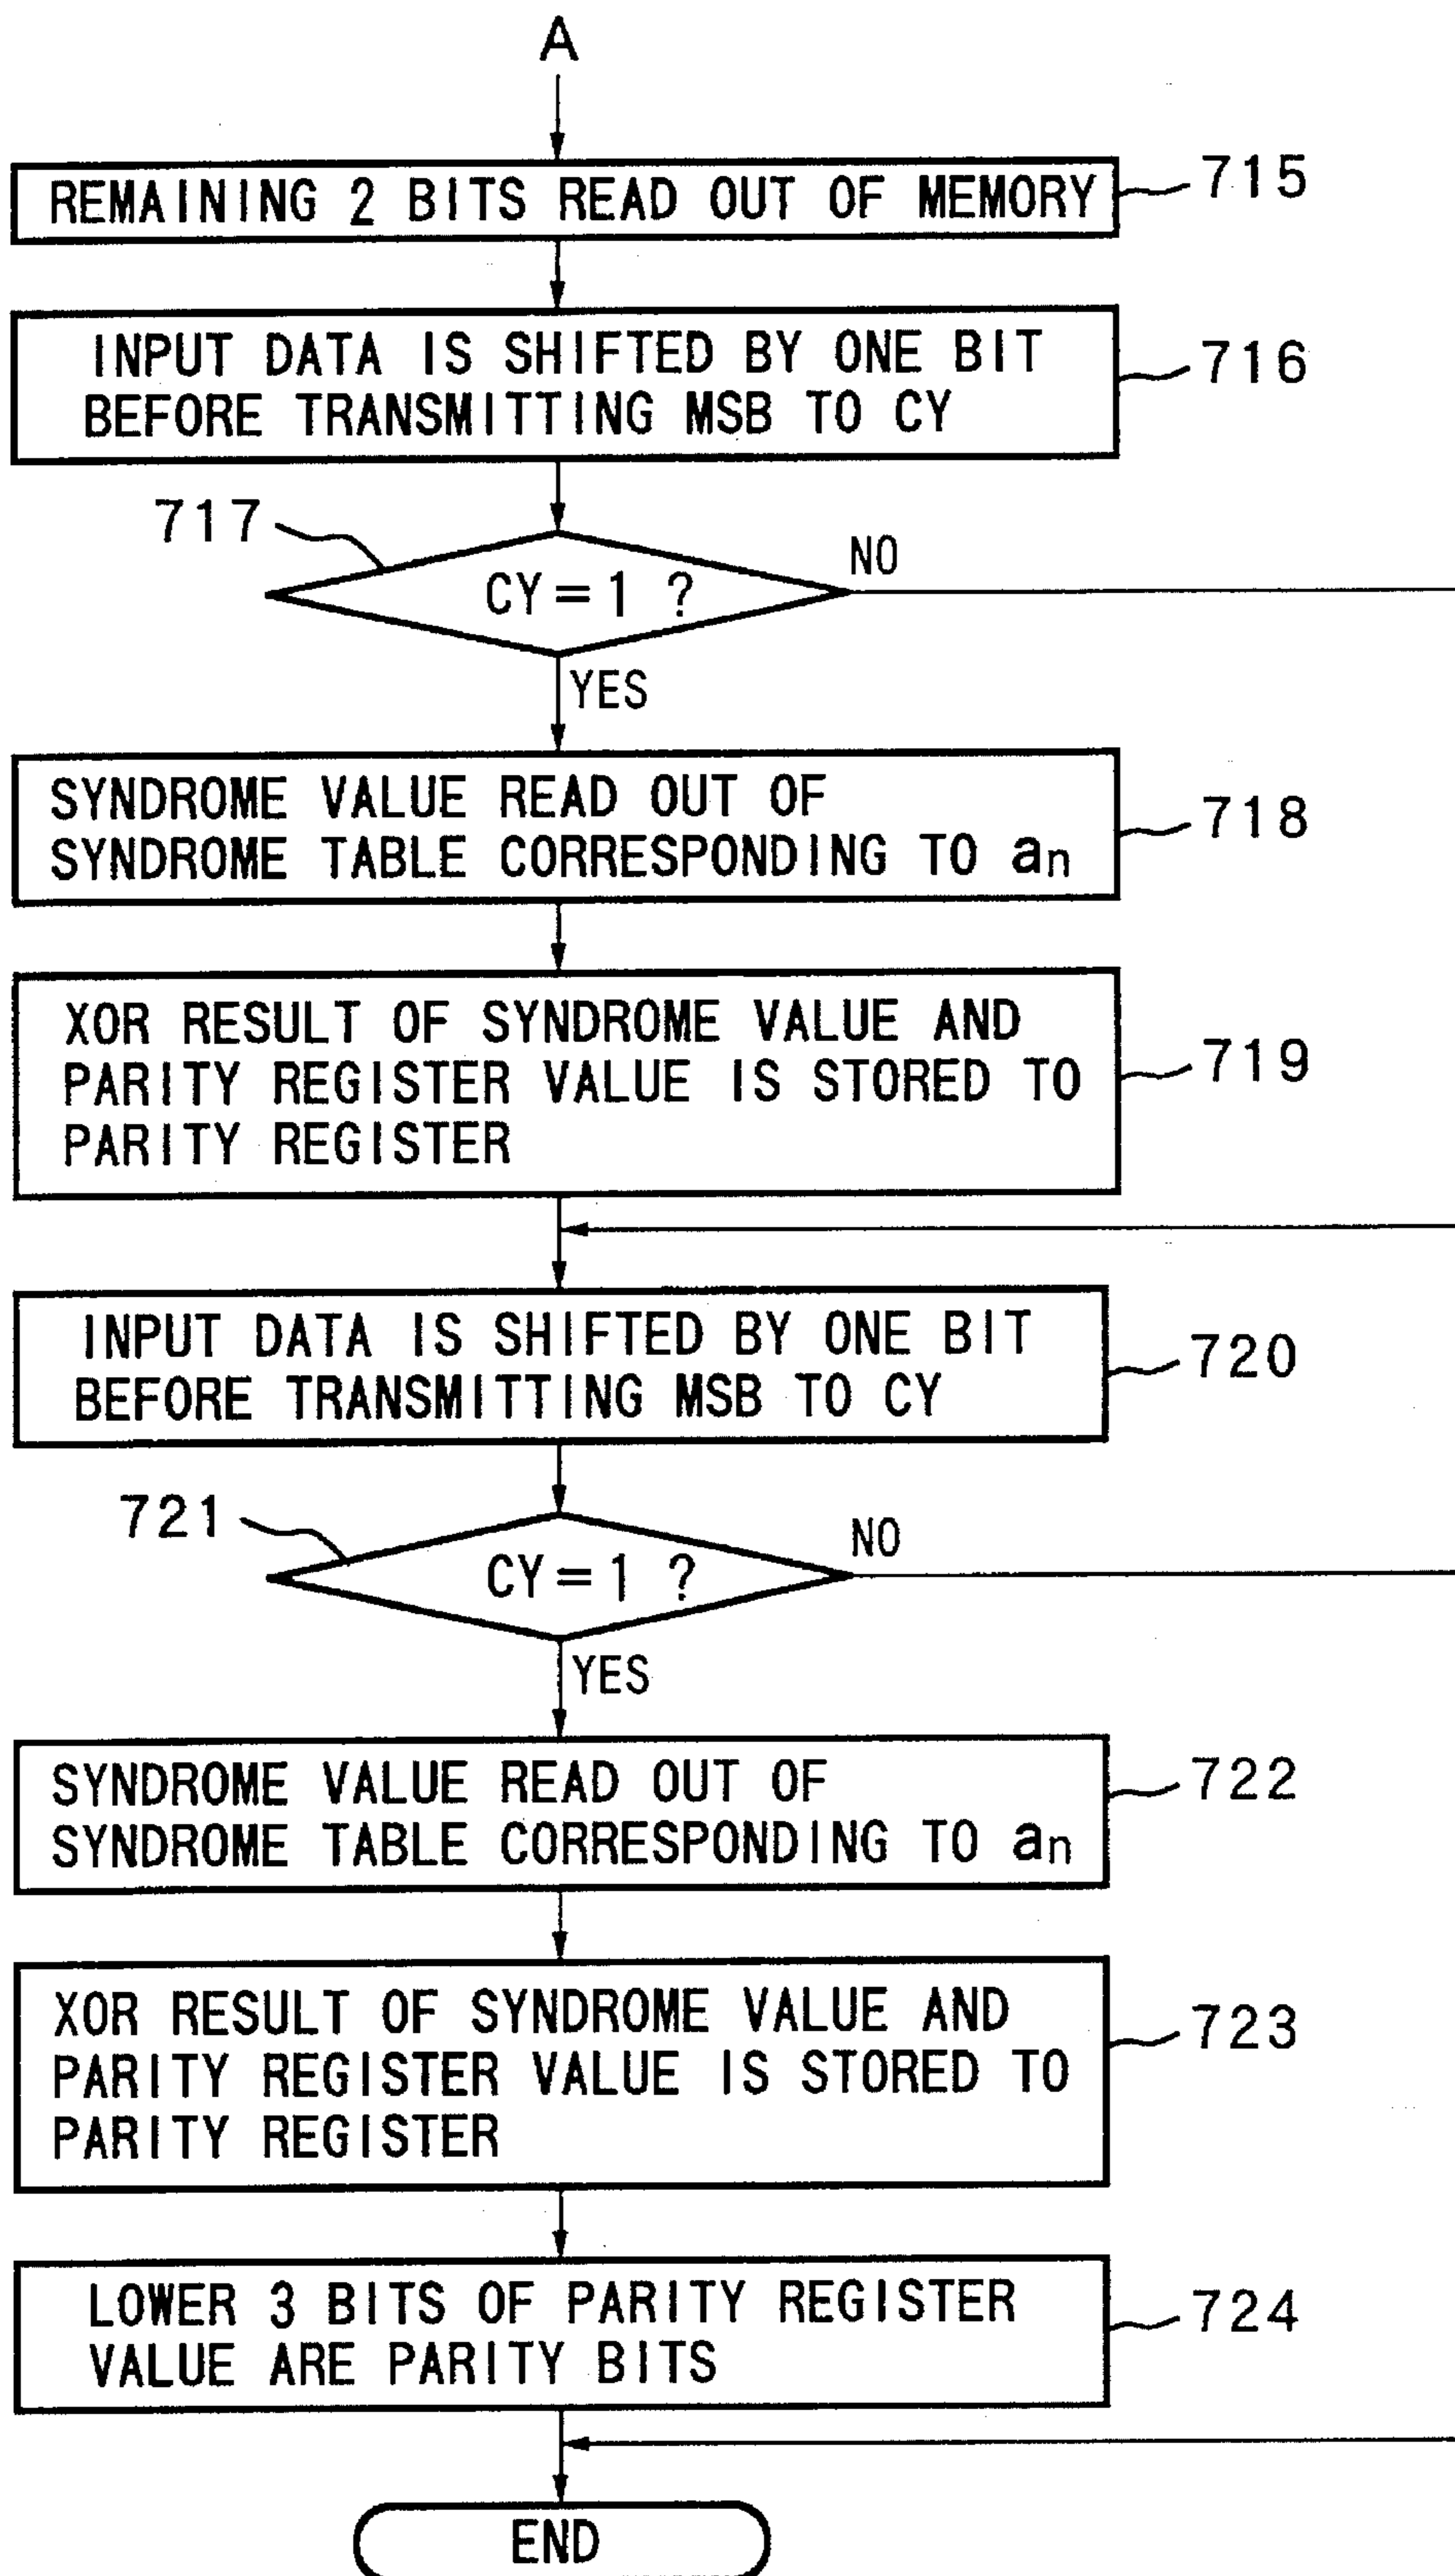 A
REMAINING 2 BITS READ OUT OF MEMORY
715
INPUT DATA IS SHIFTED BY ONE BIT
BEFORE TRANSMITTING MSB TO CY
716
717
CY=1 ?
NO
YES
SYNDROME VALUE READ OUT OF
SYNDROME TABLE CORRESPONDING TO an
718
XOR RESULT OF SYNDROME VALUE AND
PARITY REGISTER VALUE IS STORED TO
PARITY REGISTER
719
INPUT DATA IS SHIFTED BY ONE BIT
BEFORE TRANSMITTING MSB TO CY
720
721
CY=1 ?
NO
YES
SYNDROME VALUE READ OUT OF
SYNDROME TABLE CORRESPONDING TO an
722
XOR RESULT OF SYNDROME VALUE AND
PARITY REGISTER VALUE IS STORED TO
PARITY REGISTER
723
LOWER 3 BITS OF PARITY REGISTER
VALUE ARE PARITY BITS
724
END